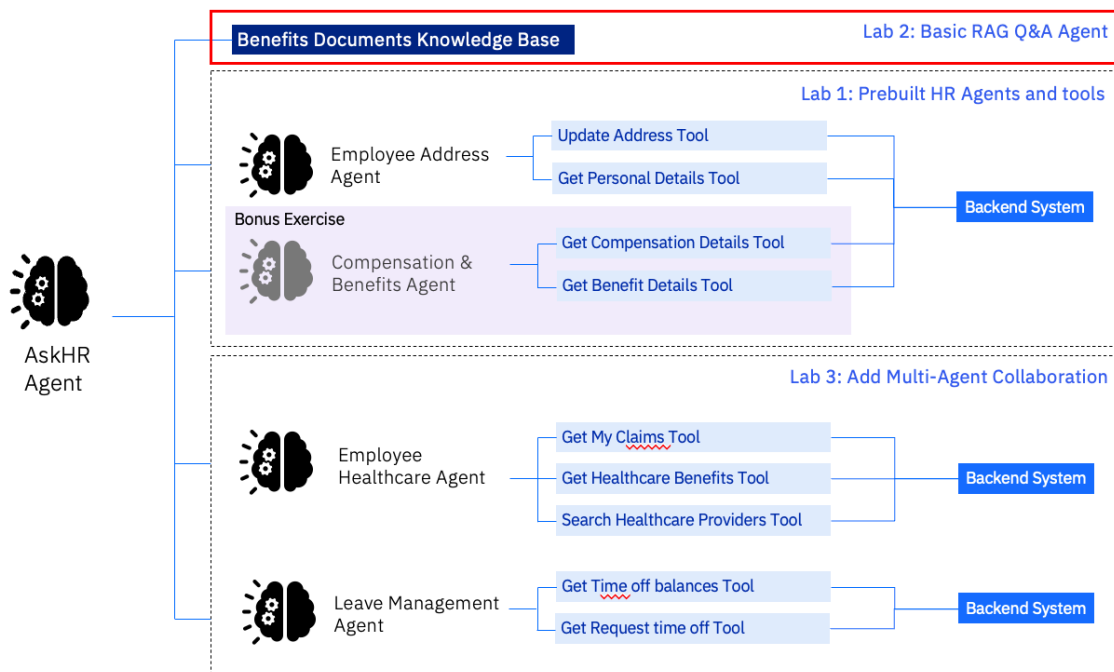 Benefits Documents Knowledge Base
Lab 2: Basic RAG Q&A Agent
Lab 1: Prebuilt HR Agents and tools
Employee Address
Agent
Update Address Tool
Get Personal Details Tool
Backend System
Bonus Exercise
Compensation &
Benefits Agent
Get Compensation Details Tool
Get Benefit Details Tool
AskHR
Agent
Lab 3: Add Multi-Agent Collaboration
Employee
Healthcare Agent
Get My Claims Tool
Get Healthcare Benefits Tool
Search Healthcare Providers Tool
Backend System
Leave Management
Agent
Get Time off balances Tool
Get Request time off Tool
Backend System